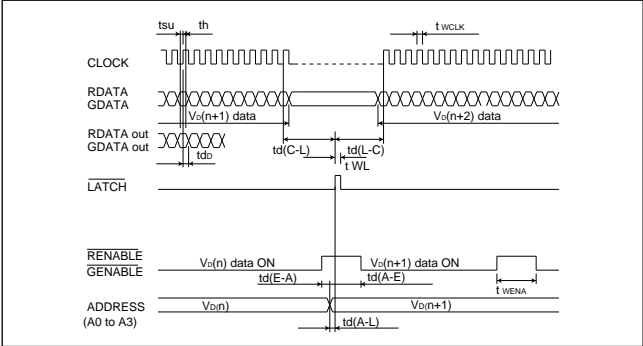 tsu th t WCLK
CLOCK
RDATA
GDATA
VD(n+1) data VD(n+2) data
RDATA out
GDATA out
td(C-L) td(L-C)
tdD
t WL
LATCH
RENABLE
GENABLE
VD(n) data ON VD(n+1) data ON
td(E-A) td(A-E)
t WENA
ADDRESS
(A0 to A3)
VD(n) VD(n+1)
td(A-L)